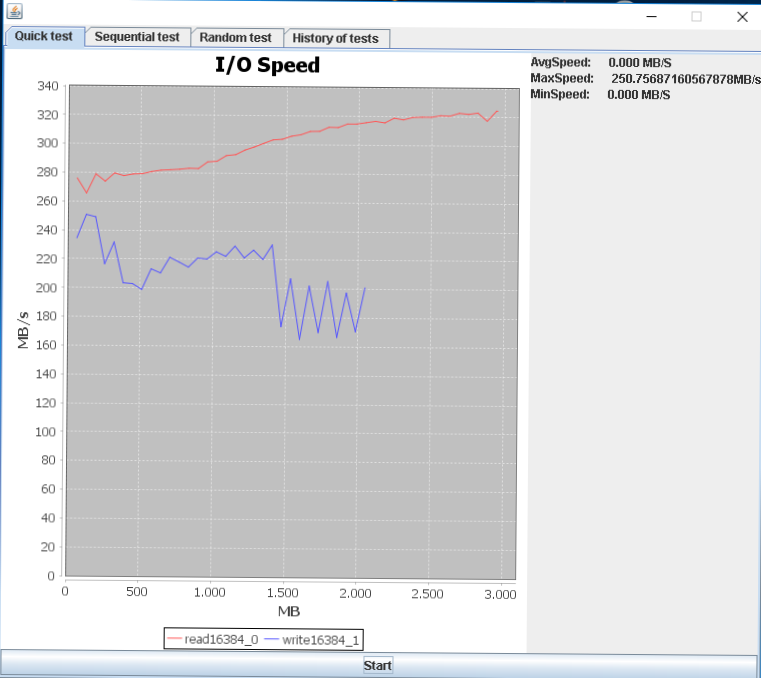 Quick test Sequential test Random test History of tests
I/O Speed
AvgSpeed: 0.000 MB/S
MaxSpeed: 250.75687160567878MB/s
MinSpeed: 0.000 MB/S
340
320
300
280
260
240
220
200
180
160
140
120
100
80
60
40
20
0
MB/s
0 500 1.000 1.500 2.000 2.500 3.000
MB
read16384_0 write16384_1
Start